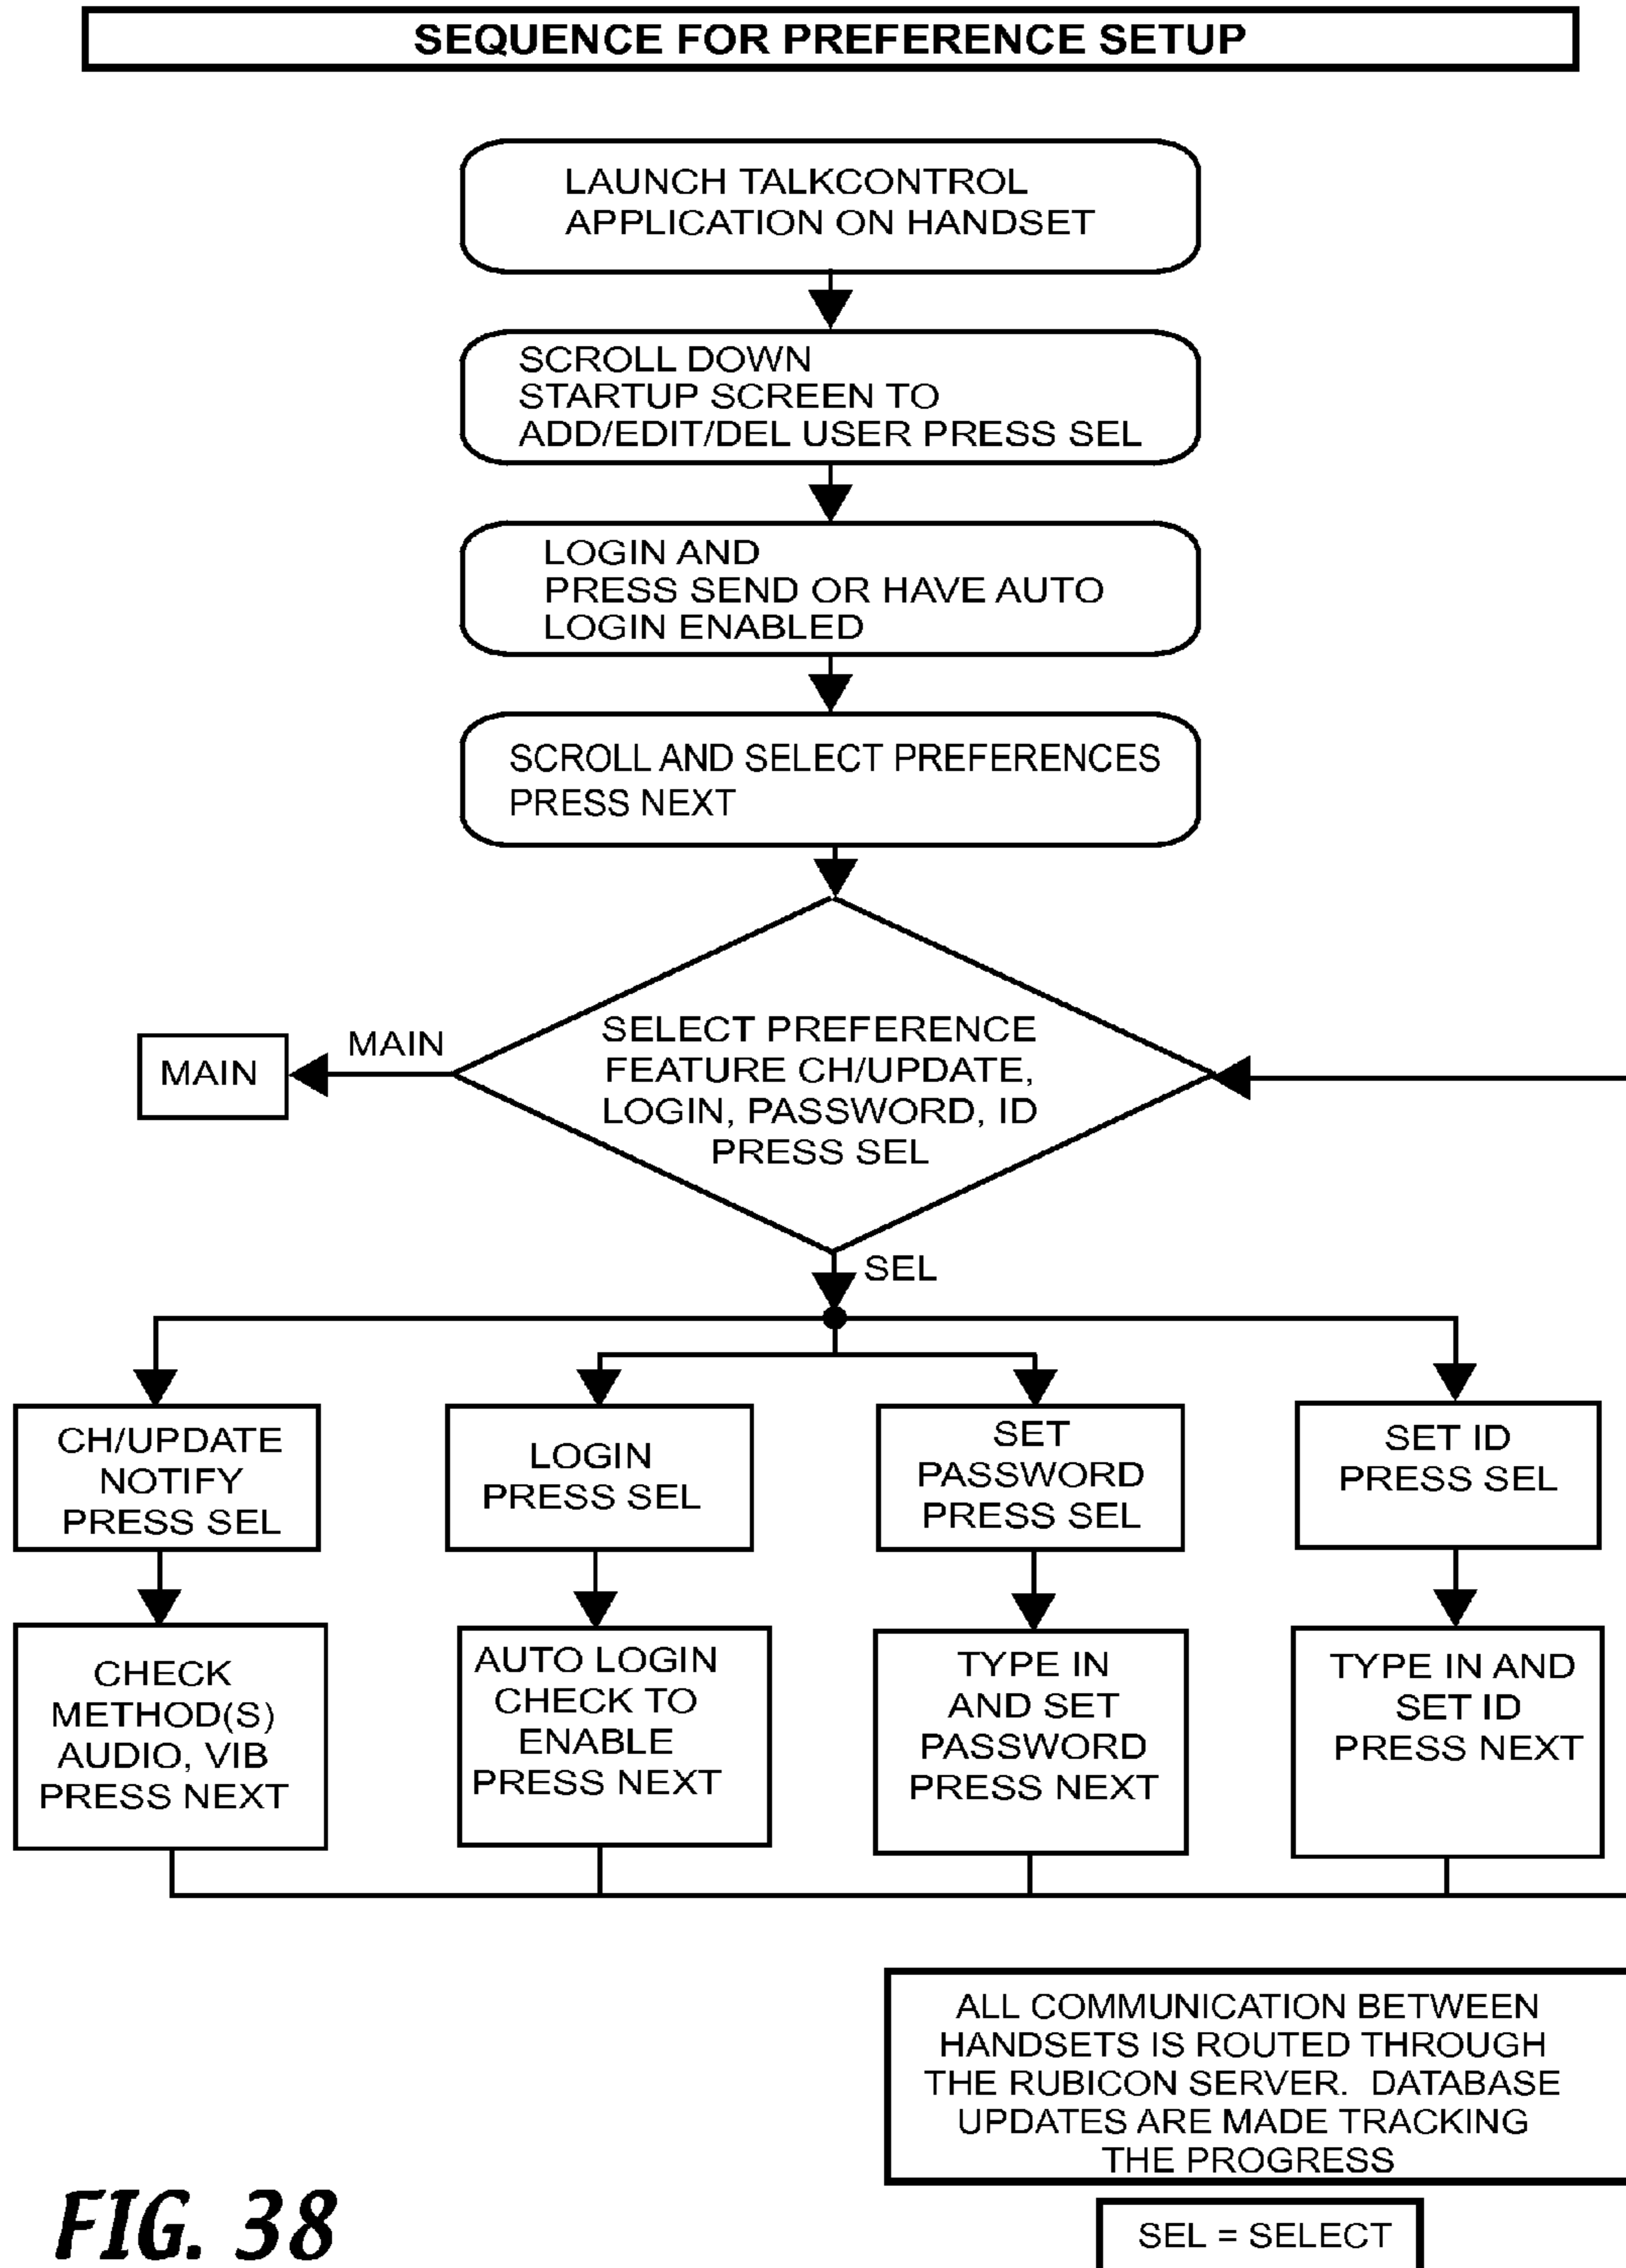 SEQUENCE FOR PREFERENCE SETUP
LAUNCH TALKCONTROL
APPLICATION ON HANDSET
SCROLL DOWN
STARTUP SCREEN TO
ADD/EDIT/DEL USER PRESS SEL
LOGIN AND
PRESS SEND OR HAVE AUTO
LOGIN ENABLED
SCROLL AND SELECT PREFERENCES
PRESS NEXT
SELECT PREFERENCE
FEATURE CH/UPDATE,
LOGIN, PASSWORD, ID
PRESS SEL
MAIN
MAIN
SEL
CH/UPDATE
NOTIFY
PRESS SEL
LOGIN
PRESS SEL
SET
PASSWORD
PRESS SEL
SET ID
PRESS SEL
CHECK
METHOD(S)
AUDIO, VIB
PRESS NEXT
AUTO LOGIN
CHECK TO
ENABLE
PRESS NEXT
TYPE IN
AND SET
PASSWORD
PRESS NEXT
TYPE IN AND
SET ID
PRESS NEXT
ALL COMMUNICATION BETWEEN
HANDSETS IS ROUTED THROUGH
THE RUBICON SERVER. DATABASE
UPDATES ARE MADE TRACKING
THE PROGRESS
FIG. 38
SEL = SELECT